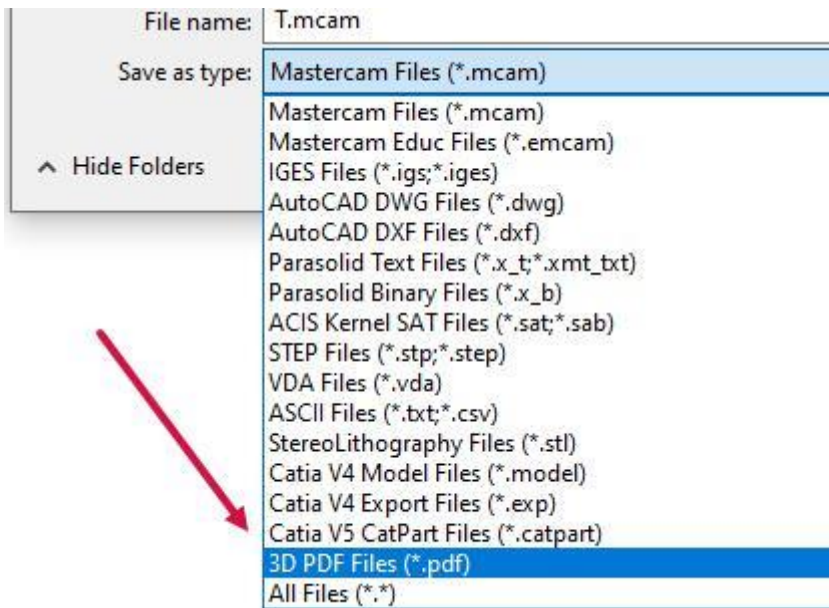 File name: T.mcam
Save as type: Mastercam Files (*.mcam)
Mastercam Files (*.mcam)
Mastercam Educ Files (*.emcam)
Hide Folders IGES Files (*.igs;*.iges)
AutoCAD DWG Files (*.dwg)
AutoCAD DXF Files (*.dxf)
Parasolid Text Files (*.x_t;*.xmt_txt)
Parasolid Binary Files (*.x_b)
ACIS Kernel SAT Files (*.sat;*.sab)
STEP Files (*.stp;*.step)
VDA Files (*.vda)
ASCII Files (*.txt;*.csv)
StereoLithography Files (*.stl)
Catia V4 Model Files (*.model)
Catia V4 Export Files (*.exp)
Catia V5 CatPart Files (*.catpart)
3D PDF Files (*.pdf)
All Files (*.*)